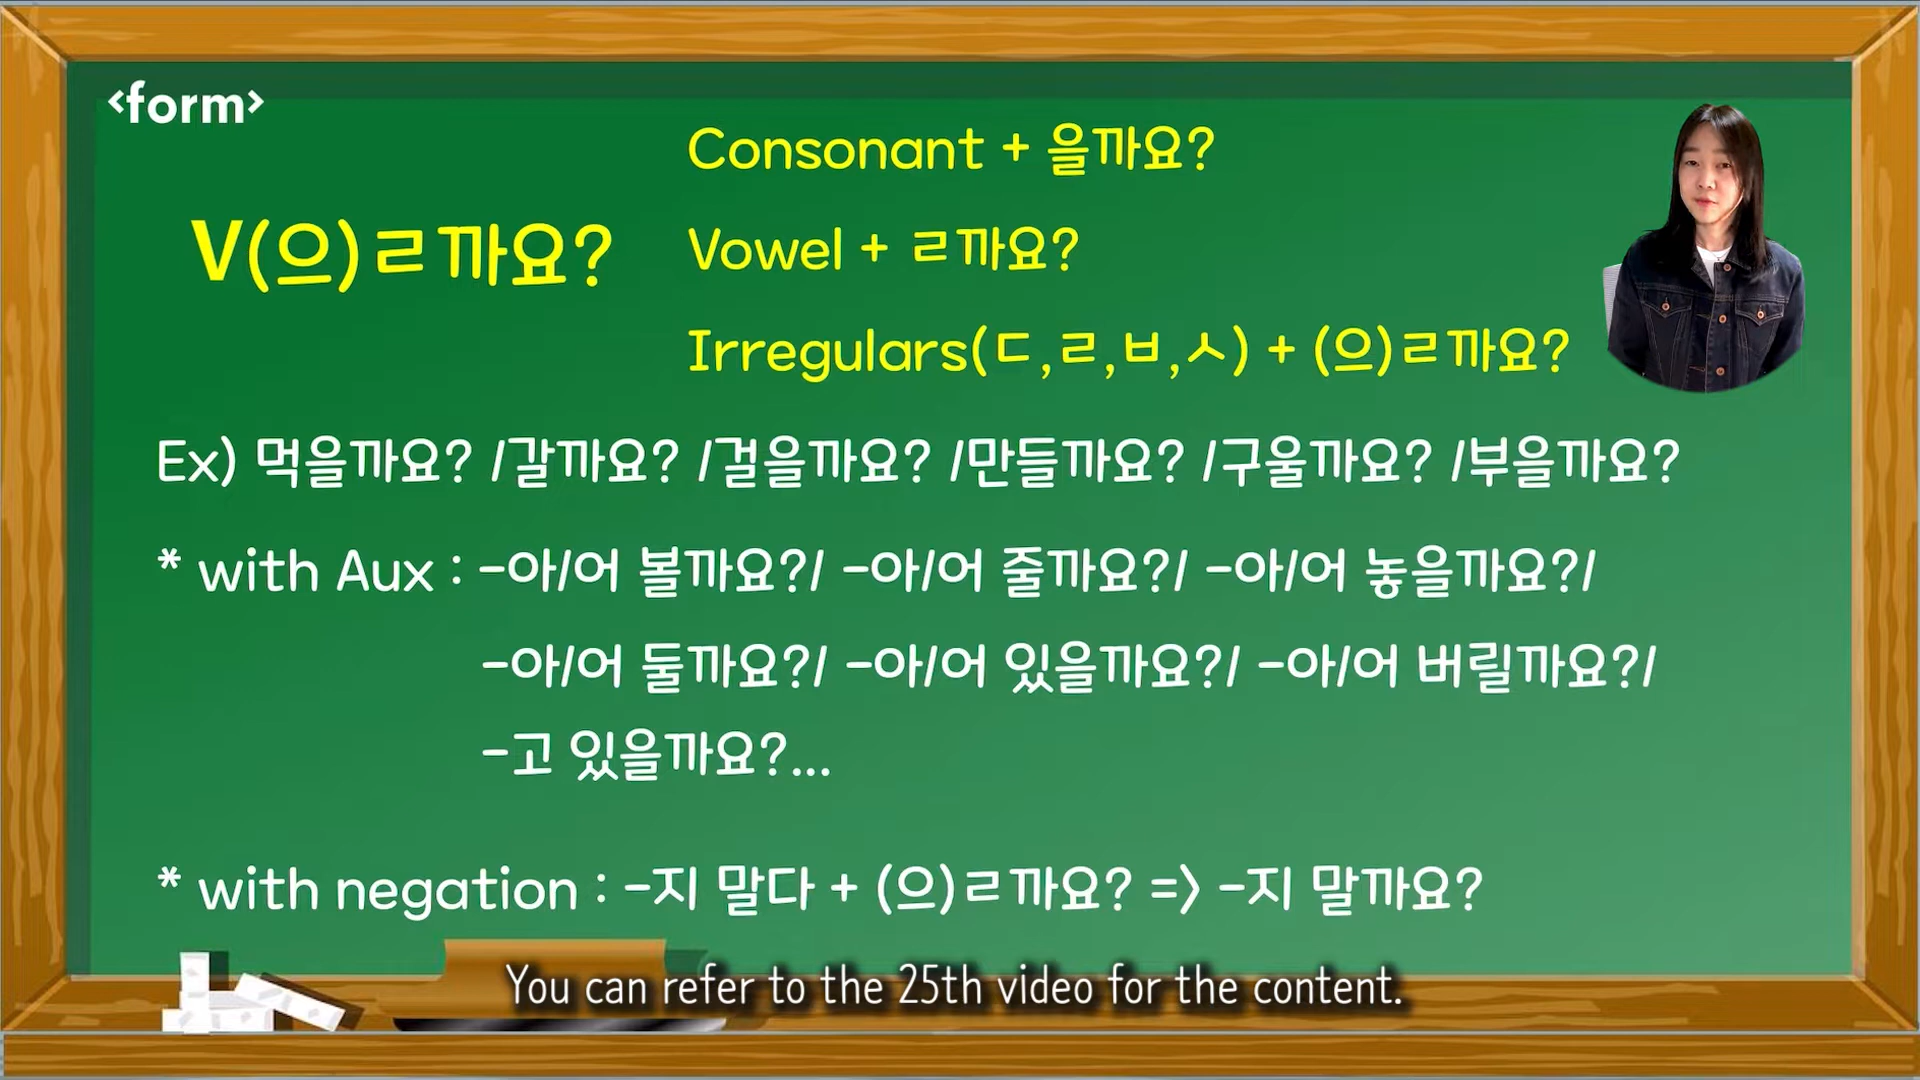 <form>
Consonant + 을까요?
V(으)ㄹ까요?
Vowel + ㄹ까요?
Irregulars(ㄷ,ㄹ,ㅂ,ㅅ) + (으)ㄹ까요?
Ex) 먹을까요? /갈까요? /걸을까요? /만들까요? /구울까요? /부을까요?
* with Aux : -아/어 볼까요?/ -아/어 줄까요?/ -아/어 놓을까요?/
-아/어 둘까요?/ -아/어 있을까요?/ -아/어 버릴까요?/
-고 있을까요?...
* with negation : -지 말다 + (으)ㄹ까요? => -지 말까요?
You can refer to the 25th video for the content.